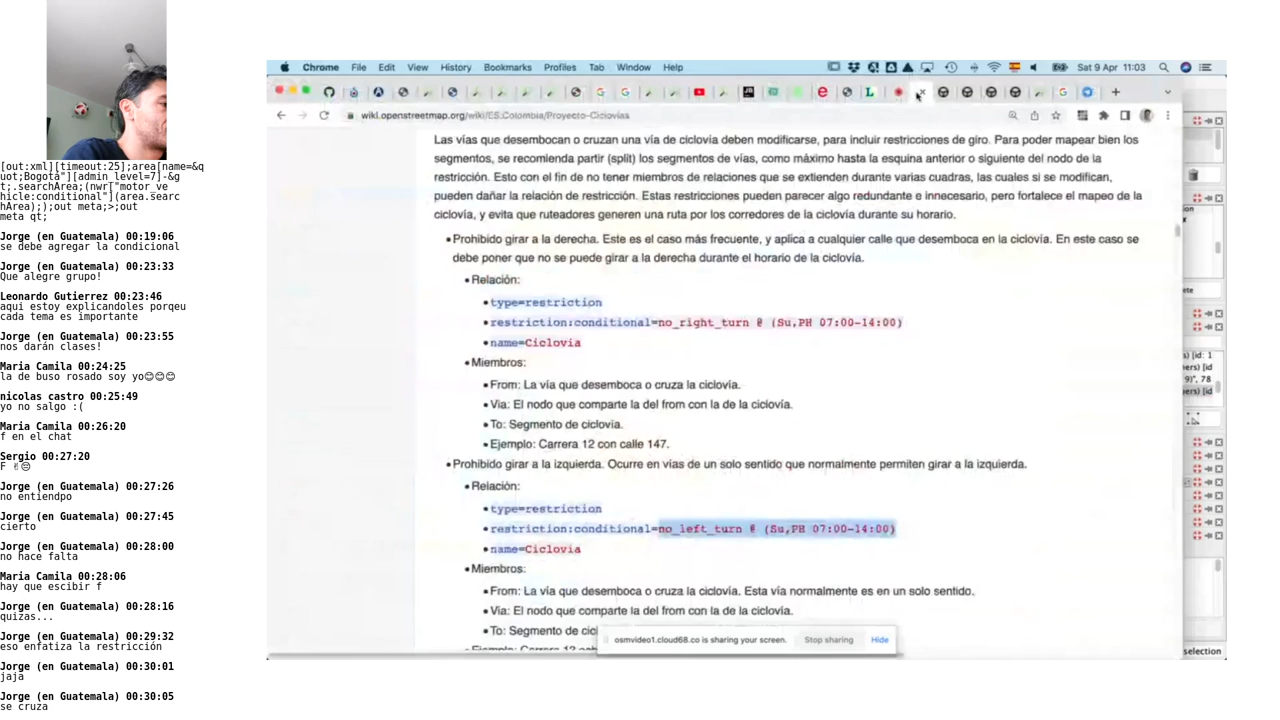 [out:xml][timeout:25];area[name=&q
uot;Bogotá"][admin_level=7]-&g
t;.searchArea;(nwr["motor_ve
hicle:conditional"](area.searc
hArea););out meta;>;out
meta qt;
Jorge (en Guatemala) 00:19:06
se debe agregar la condicional
Jorge (en Guatemala) 00:23:33
Que alegre grupo!
Leonardo Gutierrez 00:23:46
aqui estoy explicandoles porqeu
cada tema es importante
Jorge (en Guatemala) 00:23:55
nos darán clases!
Maria Camila 00:24:25
la de buso rosado soy yo😊😊😊
nicolas castro 00:25:49
yo no salgo :(
Maria Camila 00:26:20
f en el chat
Sergio 00:27:20
F ✌😔
Jorge (en Guatemala) 00:27:26
no entiendpo
Jorge (en Guatemala) 00:27:45
cierto
Jorge (en Guatemala) 00:28:00
no hace falta
Maria Camila 00:28:06
hay que escribir f
Jorge (en Guatemala) 00:28:16
quizas...
Jorge (en Guatemala) 00:29:32
eso enfatiza la restricción
Jorge (en Guatemala) 00:30:01
jaja
Jorge (en Guatemala) 00:30:05
se cruza
Chrome File Edit View History Bookmarks Profiles Tab Window Help Sat 9 Apr 11:03
wiki.openstreetmap.org/wiki/ES:Colombia/Proyecto-Ciclovías
Las vías que desembocan o cruzan una vía de ciclovía deben modificarse, para incluir restricciones de giro. Para poder mapear bien los
segmentos, se recomienda partir (split) los segmentos de vías, como máximo hasta la esquina anterior o siguiente del nodo de la
restricción. Esto con el fin de no tener miembros de relaciones que se extienden durante varias cuadras, las cuales si se modifican,
pueden dañar la relación de restricción. Estas restricciones pueden parecer algo redundante e innecesario, pero fortalece el mapeo de la
ciclovía, y evita que ruteadores generen una ruta por los corredores de la ciclovía durante su horario.
•Prohibido girar a la derecha. Este es el caso más frecuente, y aplica a cualquier calle que desemboca en la ciclovía. En este caso se
debe poner que no se puede girar a la derecha durante el horario de la ciclovía.
•Relación:
•type=restriction
•restriction:conditional=no_right_turn @ (Su,PH 07:00-14:00)
•name=Ciclovia
•Miembros:
•From: La vía que desemboca o cruza la ciclovía.
•Via: El nodo que comparte la del from con la de la ciclovía.
•To: Segmento de ciclovía.
•Ejemplo: Carrera 12 con calle 147.
•Prohibido girar a la izquierda. Ocurre en vías de un solo sentido que normalmente permiten girar a la izquierda.
•Relación:
•type=restriction
•restriction:conditional=no_left_turn @ (Su,PH 07:00-14:00)
•name=Ciclovia
•Miembros:
•From: La vía que desemboca o cruza la ciclovía. Esta vía normalmente es en un solo sentido.
•Via: El nodo que comparte la del from con la de la ciclovía.
•To: Segmento de cicl
osmvideo1.cloud68.co is sharing your screen. Stop sharing Hide
s) [id: 1
ers) [id
9)", 78
ers) [id
selection